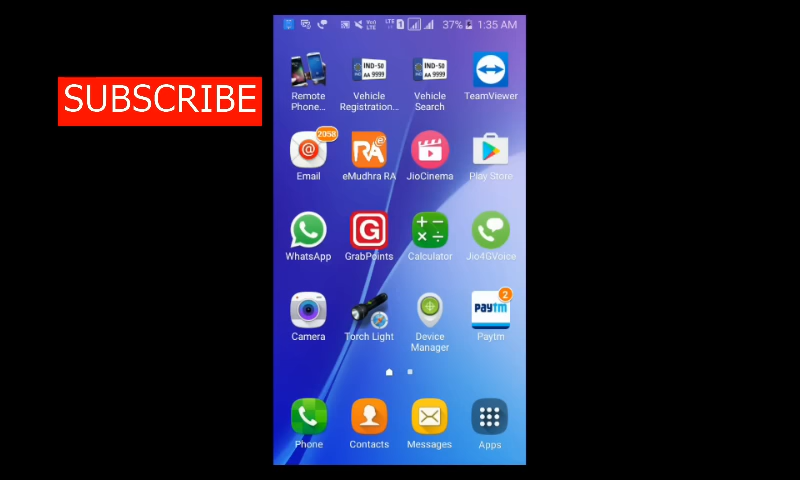 37% 1:35 AM
SUBSCRIBE
IND-50
AA 9999
IND-50
AA 9999
Remote
Phone...
Vehicle
Registration...
Vehicle
Search
TeamViewer
2058
Email
eMudhra RA
JioCinema
Play Store
WhatsApp
GrabPoints
Calculator
Jio4GVoice
2
Paytm
Camera
Torch Light
Device
Manager
Paytm
Phone
Contacts
Messages
Apps